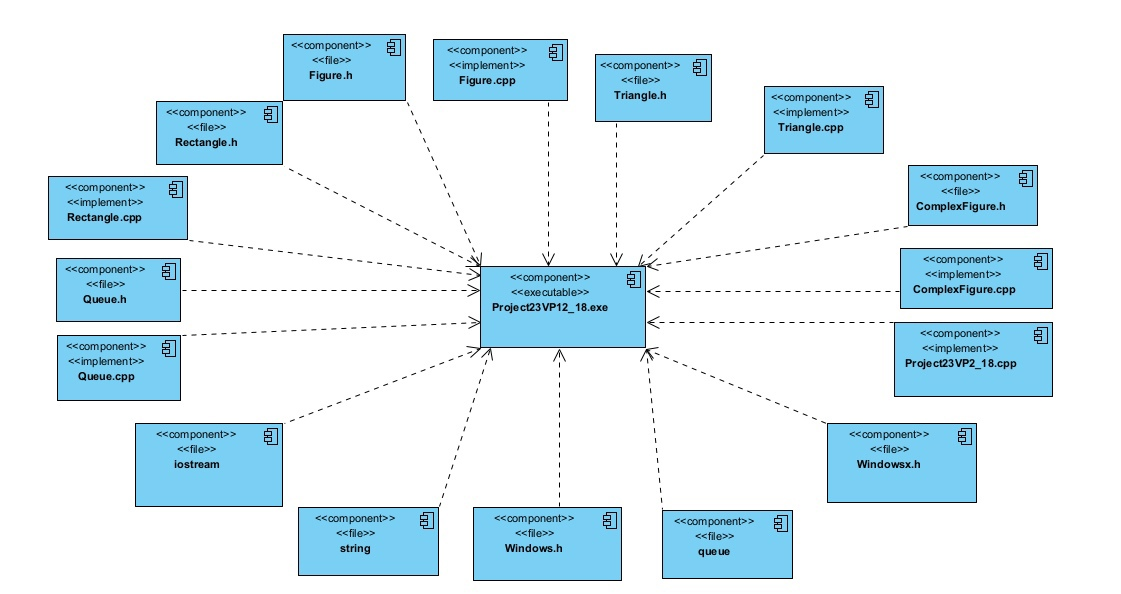 <<component>>
<<file>>
Figure.h
<<component>>
<<implement>>
Figure.cpp
<<component>>
<<file>>
Triangle.h
<<component>>
<<implement>>
Triangle.cpp
<<component>>
<<file>>
Rectangle.h
<<component>>
<<file>>
ComplexFigure.h
<<component>>
<<implement>>
Rectangle.cpp
<<component>>
<<implement>>
ComplexFigure.cpp
<<component>>
<<file>>
Queue.h
<<component>>
<<executable>>
Project23VP12_18.exe
<<component>>
<<implement>>
Project23VP2_18.cpp
<<component>>
<<implement>>
Queue.cpp
<<component>>
<<file>>
iostream
<<component>>
<<file>>
Windowsx.h
<<component>>
<<file>>
string
<<component>>
<<file>>
Windows.h
<<component>>
<<file>>
queue